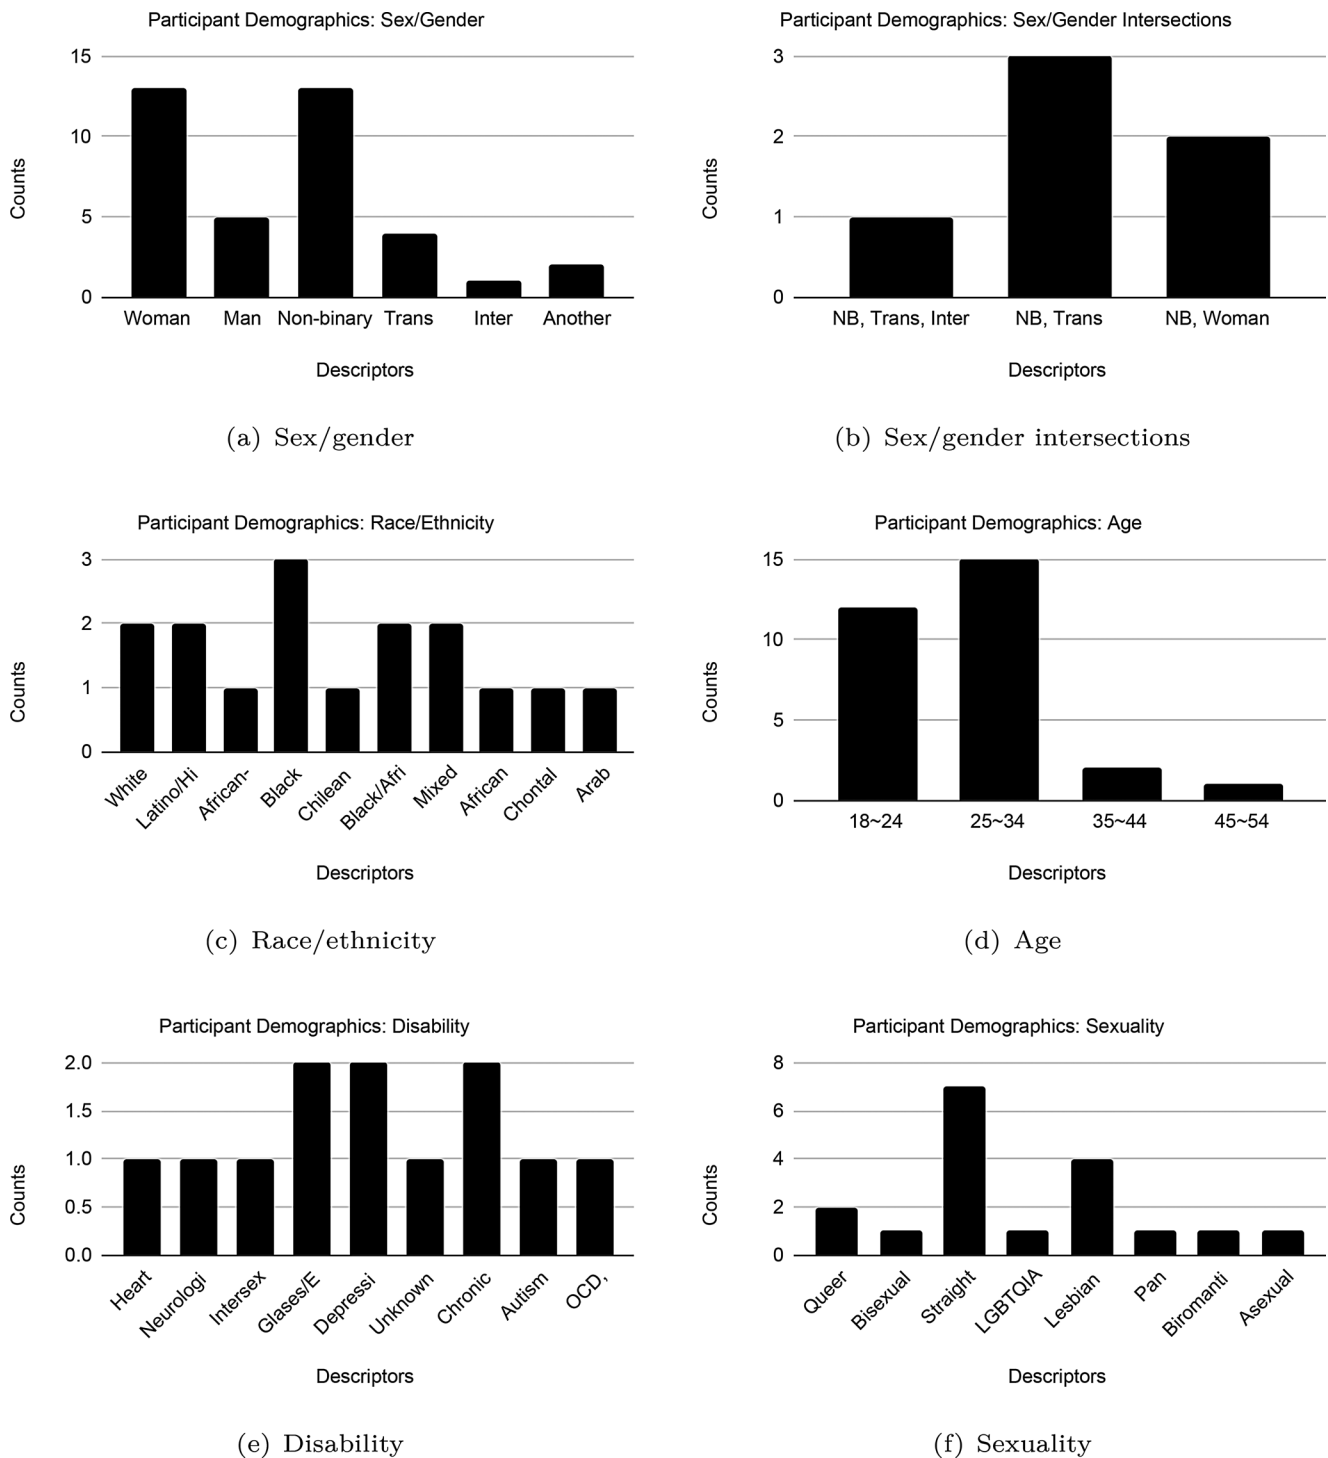 Participant Demographics: Sex/Gender
15
10
5
0
Counts
Woman Man Non-binary Trans Inter Another
Descriptors
(a) Sex/gender
Participant Demographics: Sex/Gender Intersections
3
2
1
0
Counts
NB, Trans, Inter NB, Trans NB, Woman
Descriptors
(b) Sex/gender intersections
Participant Demographics: Race/Ethnicity
3
2
1
0
Counts
White Latino/Hi African- Black Chilean Black/Afri Mixed African Chontal Arab
Descriptors
(c) Race/ethnicity
Participant Demographics: Age
15
10
5
0
Counts
18~24 25~34 35~44 45~54
Descriptors
(d) Age
Participant Demographics: Disability
2.0
1.5
1.0
0.5
0.0
Counts
Heart Neurologi Intersex Glases/E Depressi Unknown Chronic Autism OCD,
Descriptors
(e) Disability
Participant Demographics: Sexuality
8
6
4
2
0
Counts
Queer Bisexual Straight LGBTQIA Lesbian Pan Biromanti Asexual
Descriptors
(f) Sexuality